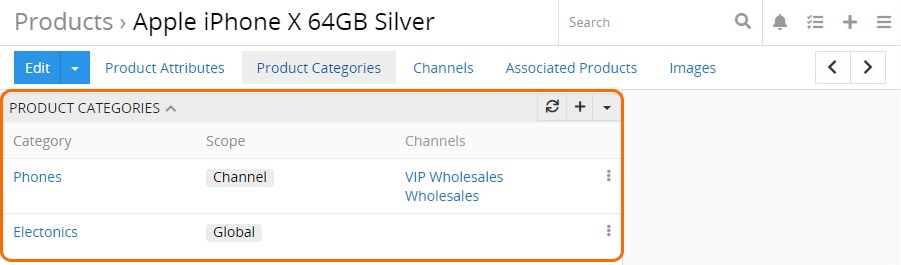 Products › Apple iPhone X 64GB Silver
Search
Edit
Product Attributes
Product Categories
Channels
Associated Products
Images
PRODUCT CATEGORIES
Category Scope Channels
Phones Channel VIP Wholesales
Wholesales
Electonics Global